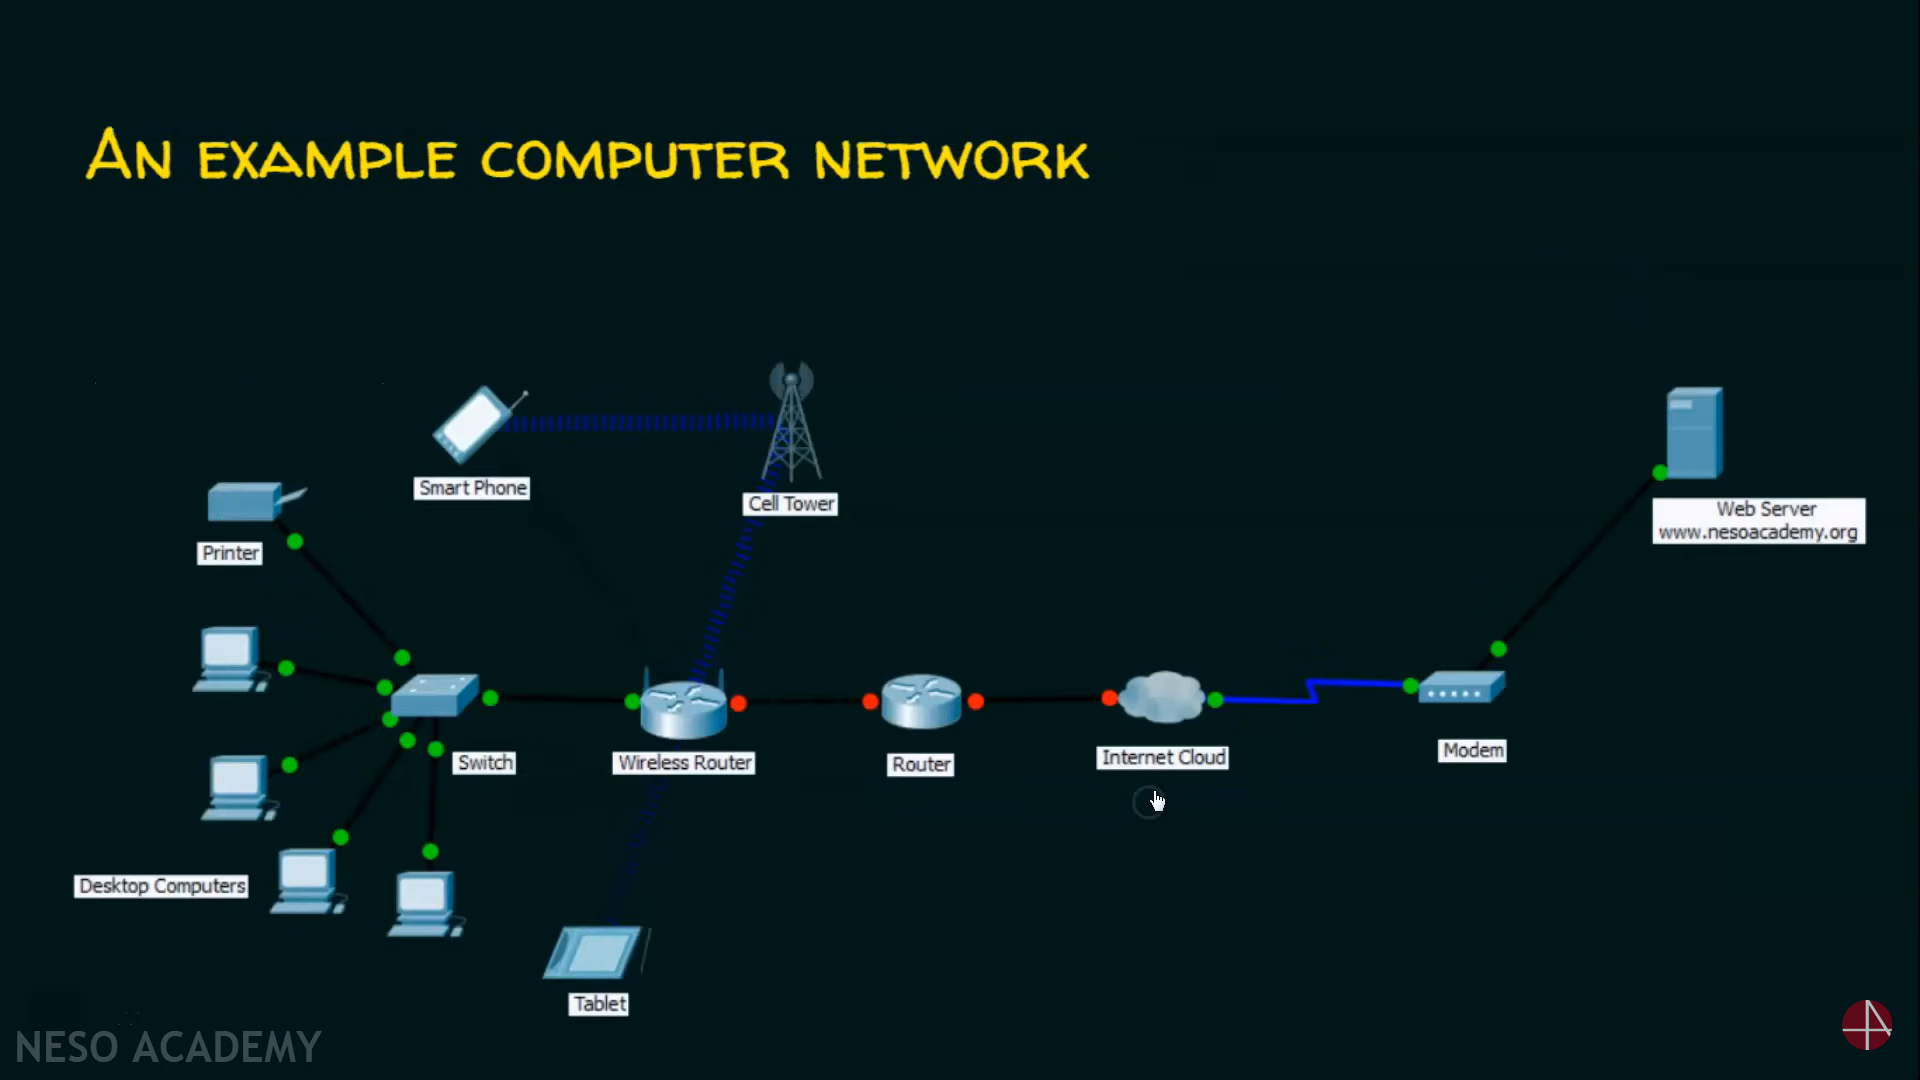 AN EXAMPLE COMPUTER NETWORK
Smart Phone
Cell Tower
Web Server
www.nesoacademy.org
Printer
Switch
Wireless Router
Router
Internet Cloud
Modem
Desktop Computers
Tablet
NESO ACADEMY